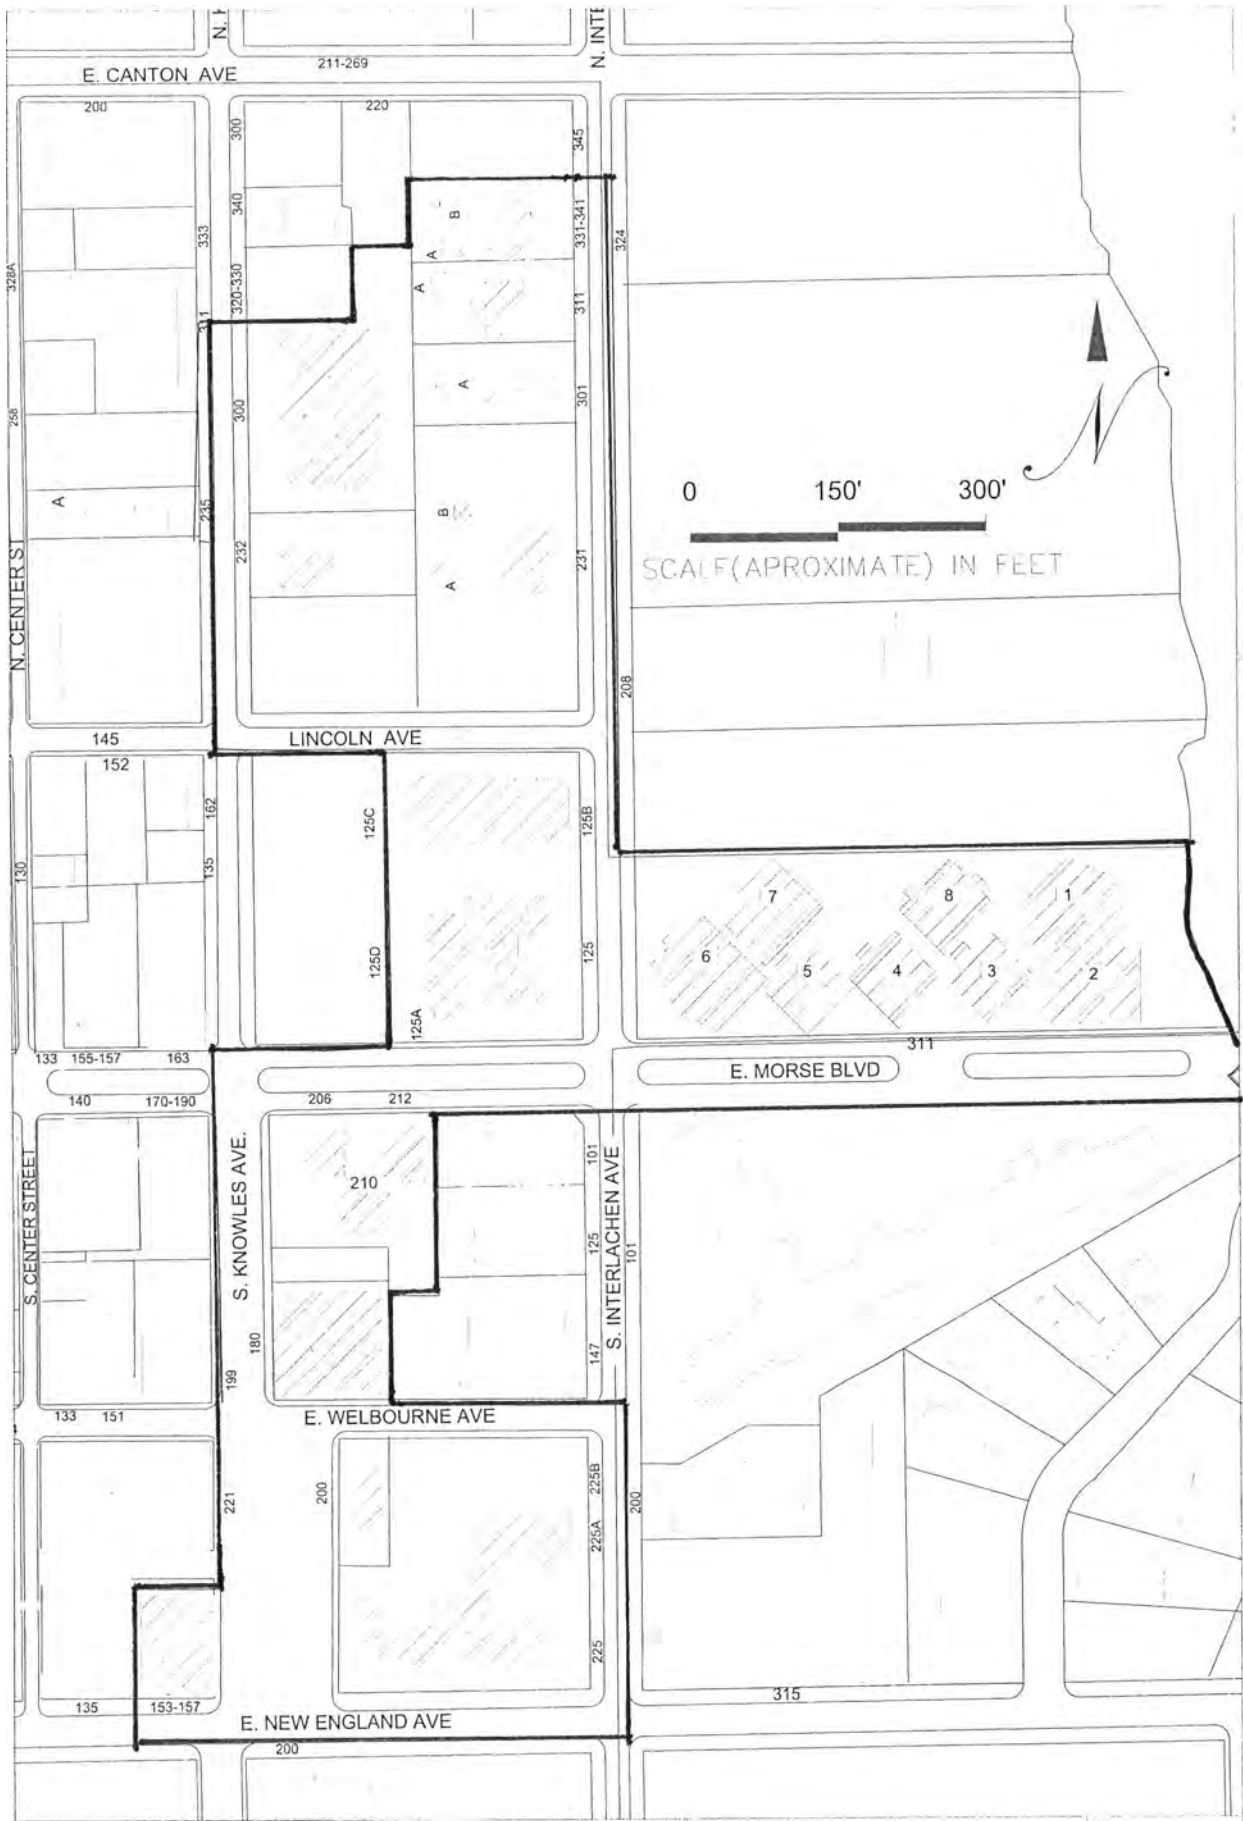 N. INTE
211-269
E. CANTON AVE
200
220
300
345
340
B
331-341
333
324
A
328A
320-330
A
311
311
A
301
300
258
0 150' 300'
A
235
B
232
231
SCALE(APROXIMATE) IN FEET
A
N. CENTER ST
208
145
LINCOLN AVE
152
162
125C
125B
130
135
7
8
1
125D
125
6
5
4
3
2
125A
133 155-157 163
311
E. MORSE BLVD
140 170-190
206 212
S. CENTER STREET
S. KNOWLES AVE.
210
101
S. INTERLACHEN AVE
125
101
180
147
199
133 151
E. WELBOURNE AVE
221
200
225B
200
225A
225
135 153-157
315
E. NEW ENGLAND AVE
200